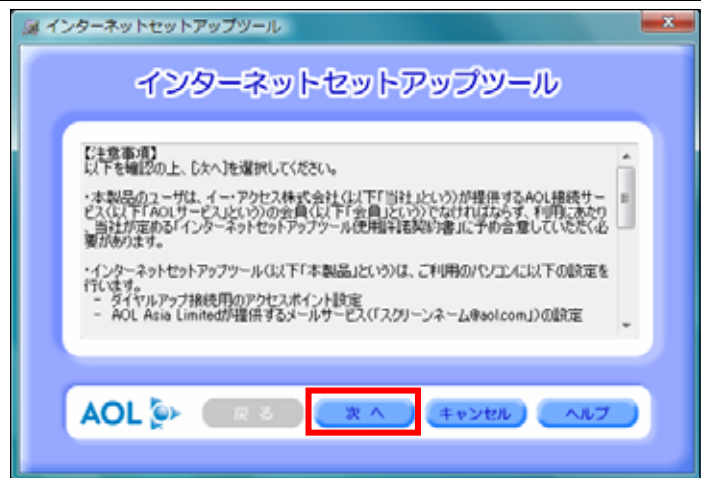 インターネットセットアップツール
インターネットセットアップツール
【注意事項】
以下を確認の上、[次へ]を選択してください。
・本製品のユーザは、イー・アクセス株式会社(以下「当社」という)が提供するAOL接続サー
ビス(以下「AOLサービス」という)の会員(以下「会員」という)でなければならず、利用にあたり
、当社が定める「インターネットセットアップツール使用許諾契約書」に予め合意していただく必
要があります。
・インターネットセットアップツール(以下「本製品」という)は、ご利用のパソコンに以下の設定を
行います。
- ダイヤルアップ接続用のアクセスポイント設定
- AOL Asia Limitedが提供するメールサービス(「スクリーンネーム@aol.com」)の設定
AOL 戻る 次へ キャンセル ヘルプ